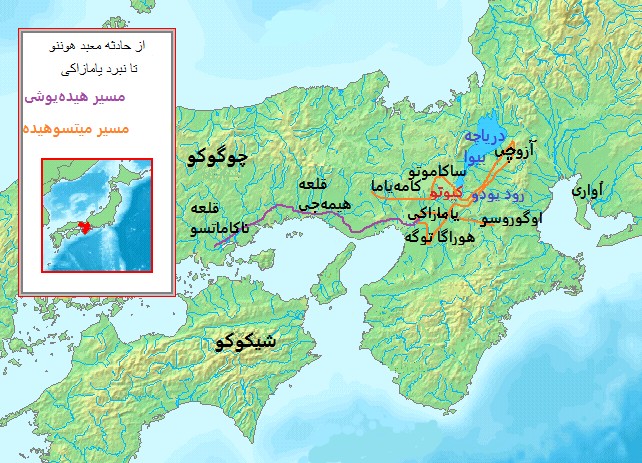 از حادثه معبد هوننو
تا نبرد یامازاکی
مسیر هیده‌یوشی
مسیر میتسوهیده
چوگوکو
قلعه
هیمه‌جی
قلعه
تاکاماتسو
دریاچه
بیوا
آزوچی
ساکاموتو
کامه‌یاما
کیوتو
رود یودو
یامازاکی
اوگوروسو
هوراگا توگه
اواری
شیکوکو